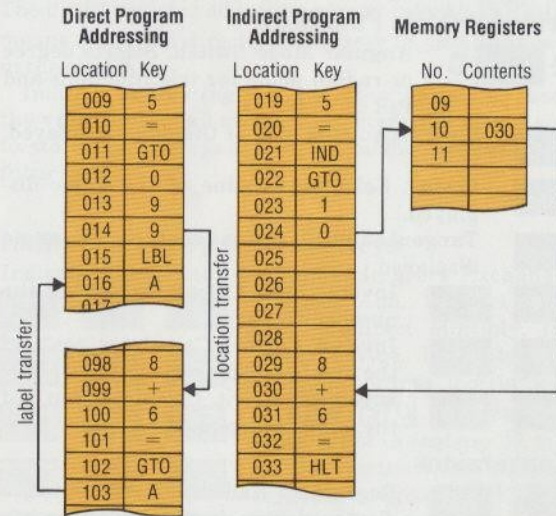 Direct Program
Addressing
Location Key
009 5
010 =
011 GTO
012 0
013 9
014 9
015 LBL
016 A
017
098 8
099 +
100 6
101 =
102 GTO
103 A
label transfer
location transfer
Indirect Program
Addressing
Location Key
019 5
020 =
021 IND
022 GTO
023 1
024 0
025
026
027
028
029 8
030 +
031 6
032 =
033 HLT
Memory Registers
No. Contents
09
10 030
11